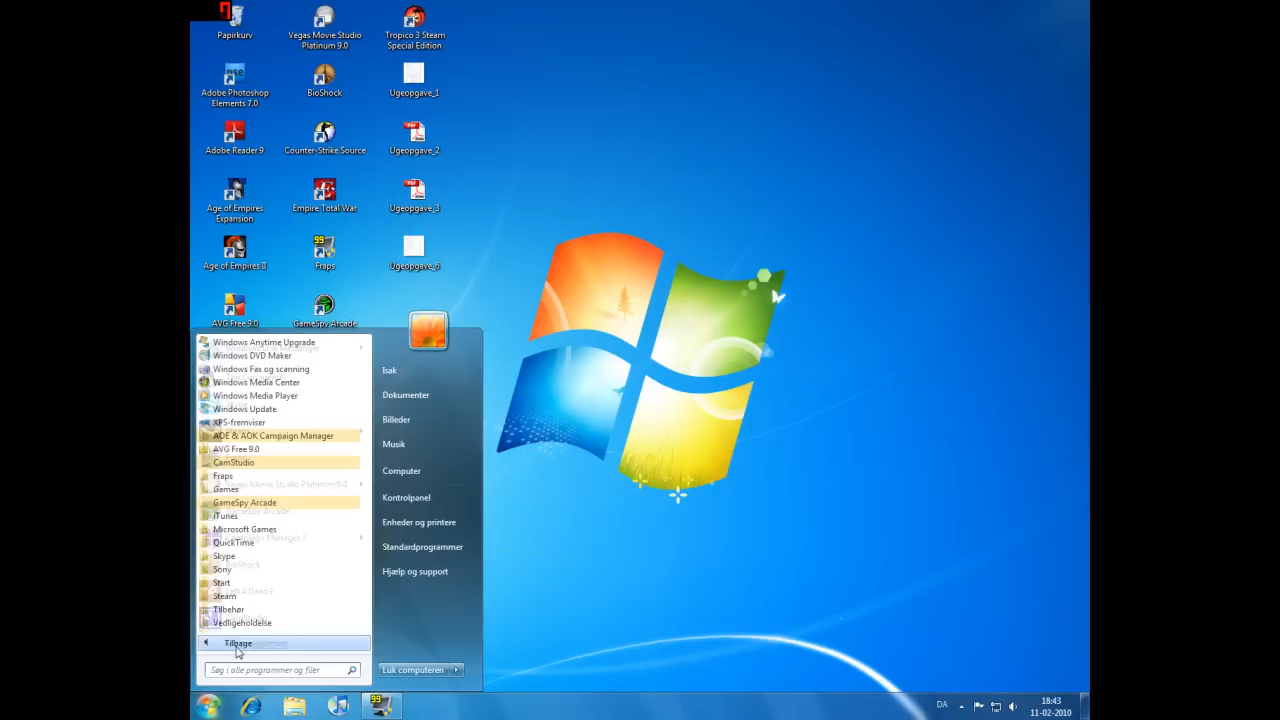 9
Papirkurv
Vegas Movie Studio
Platinum 9.0
Tropico 3 Steam
Special Edition
Adobe Photoshop
Elements 7.0
BioShock
Ugeopgave_1
Adobe Reader 9
Counter-Strike Source
Ugeopgave_2
Age of Empires
Expansion
Empire Total War
Ugeopgave_3
Age of Empires II
99
Fraps
Ugeopgave_6
AVG Free 9.0
GameSpy Arcade
Windows Anytime Upgrade
Windows DVD Maker
Windows Fax og scanning
Windows Media Center
Windows Media Player
Windows Update
XPS-fremviser
AOE & AOK Campaign Manager
AVG Free 9.0
CamStudio
Fraps
Games
GameSpy Arcade
iTunes
Microsoft Games
QuickTime
Skype
Sony
Start
Steam
Tilbehør
Vedligeholdelse
Tilbage
Søg i alle programmer og filer
Isak
Dokumenter
Billeder
Musik
Computer
Kontrolpanel
Enheder og printere
Standardprogrammer
Hjælp og support
Luk computeren
99
DA
18:43
11-02-2010